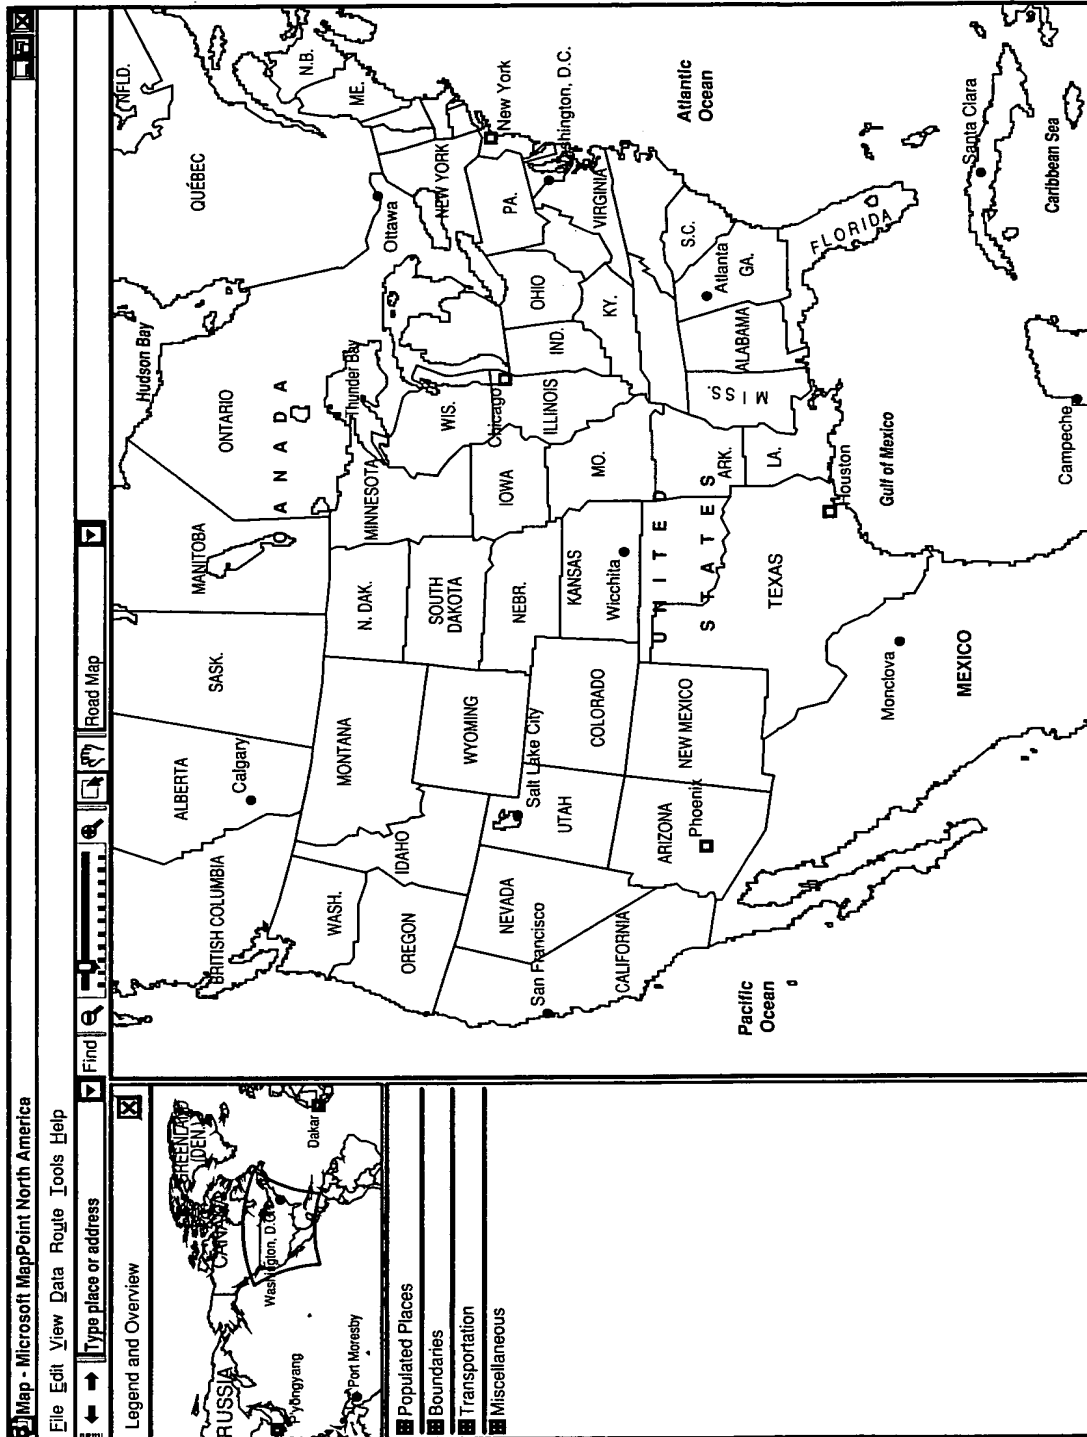 Map - Microsoft MapPoint North America
File Edit View Data Route Tools Help
Type place or address
Find
Road Map
Legend and Overview
RUSSIA
CANADA
GREENLAND
(DEN.)
Washington, D.C.
Dakar
P'yongyang
Port Moresby
Populated Places
Boundaries
Transportation
Miscellaneous
BRITISH COLUMBIA
ALBERTA
Calgary
SASK.
MANITOBA
ONTARIO
Hudson Bay
QUÉBEC
NFLD.
A N A D A
Thunder Bay
Ottawa
N.B.
ME.
WASH.
MONTANA
N. DAK.
MINNESOTA
OREGON
IDAHO
WYOMING
SOUTH
DAKOTA
WIS.
NEW YORK
New York
NEVADA
Salt Lake City
UTAH
COLORADO
NEBR.
IOWA
Chicago
ILLINOIS
IND.
OHIO
PA.
Washington, D.C.
San Francisco
CALIFORNIA
KANSAS
Wicchita
MO.
KY.
VIRGINIA
ARIZONA
Phoenix
NEW MEXICO
U N I T E D
S T A T E S
ARK.
MISS.
ALABAMA
Atlanta
GA.
S.C.
Atlantic
Ocean
TEXAS
LA.
Houston
FLORIDA
Pacific
Ocean
Monclova
MEXICO
Gulf of Mexico
Campeche
Santa Clara
Caribbean Sea